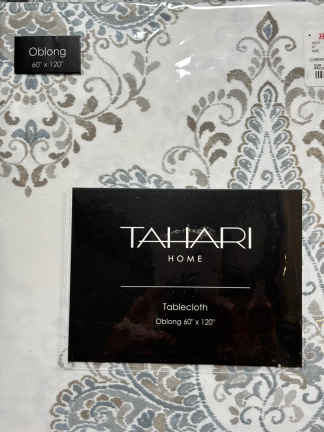 Oblong
60" x 120"
TAHARI
HOME
Tablecloth
Oblong 60" x 120"